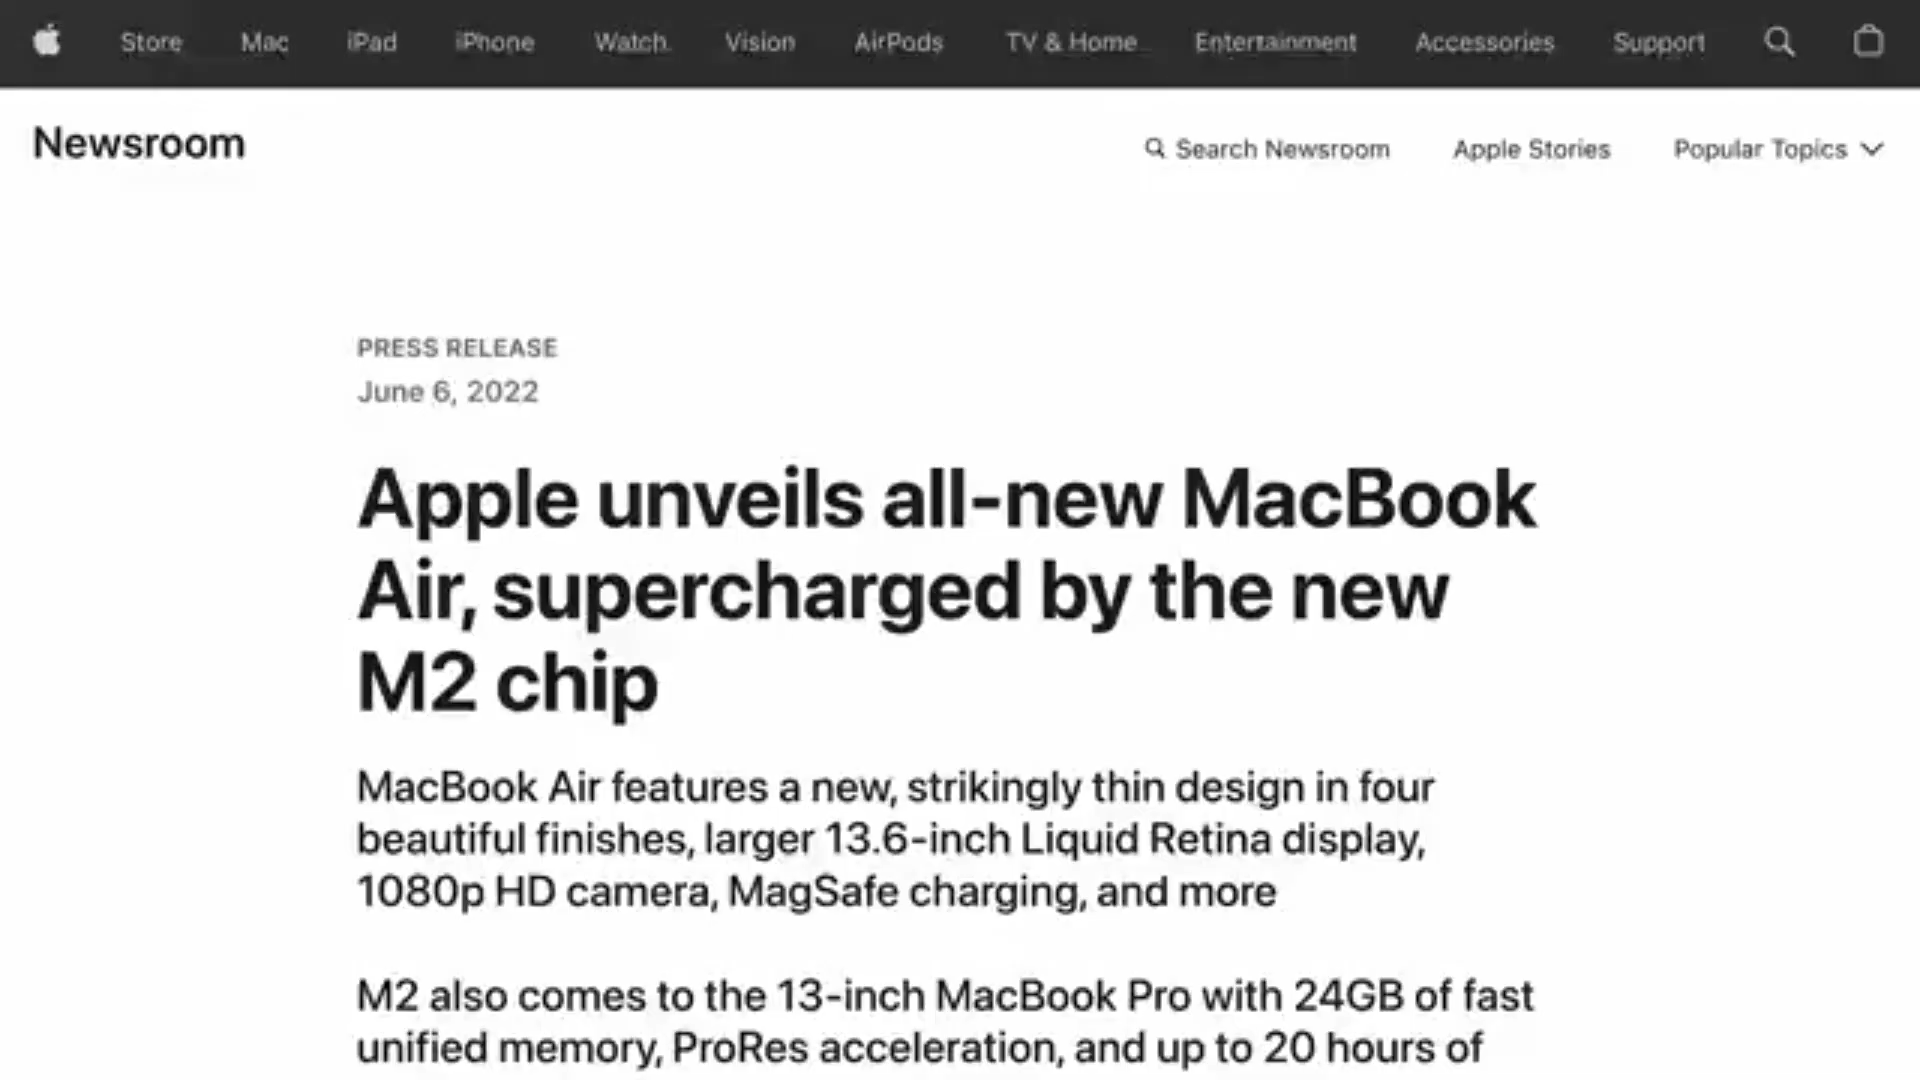 Store Mac iPad iPhone Watch Vision AirPods TV & Home Entertainment Accessories Support
Newsroom
Search Newsroom Apple Stories Popular Topics
PRESS RELEASE
June 6, 2022
Apple unveils all-new MacBook
Air, supercharged by the new
M2 chip
MacBook Air features a new, strikingly thin design in four
beautiful finishes, larger 13.6-inch Liquid Retina display,
1080p HD camera, MagSafe charging, and more
M2 also comes to the 13-inch MacBook Pro with 24GB of fast
unified memory, ProRes acceleration, and up to 20 hours of